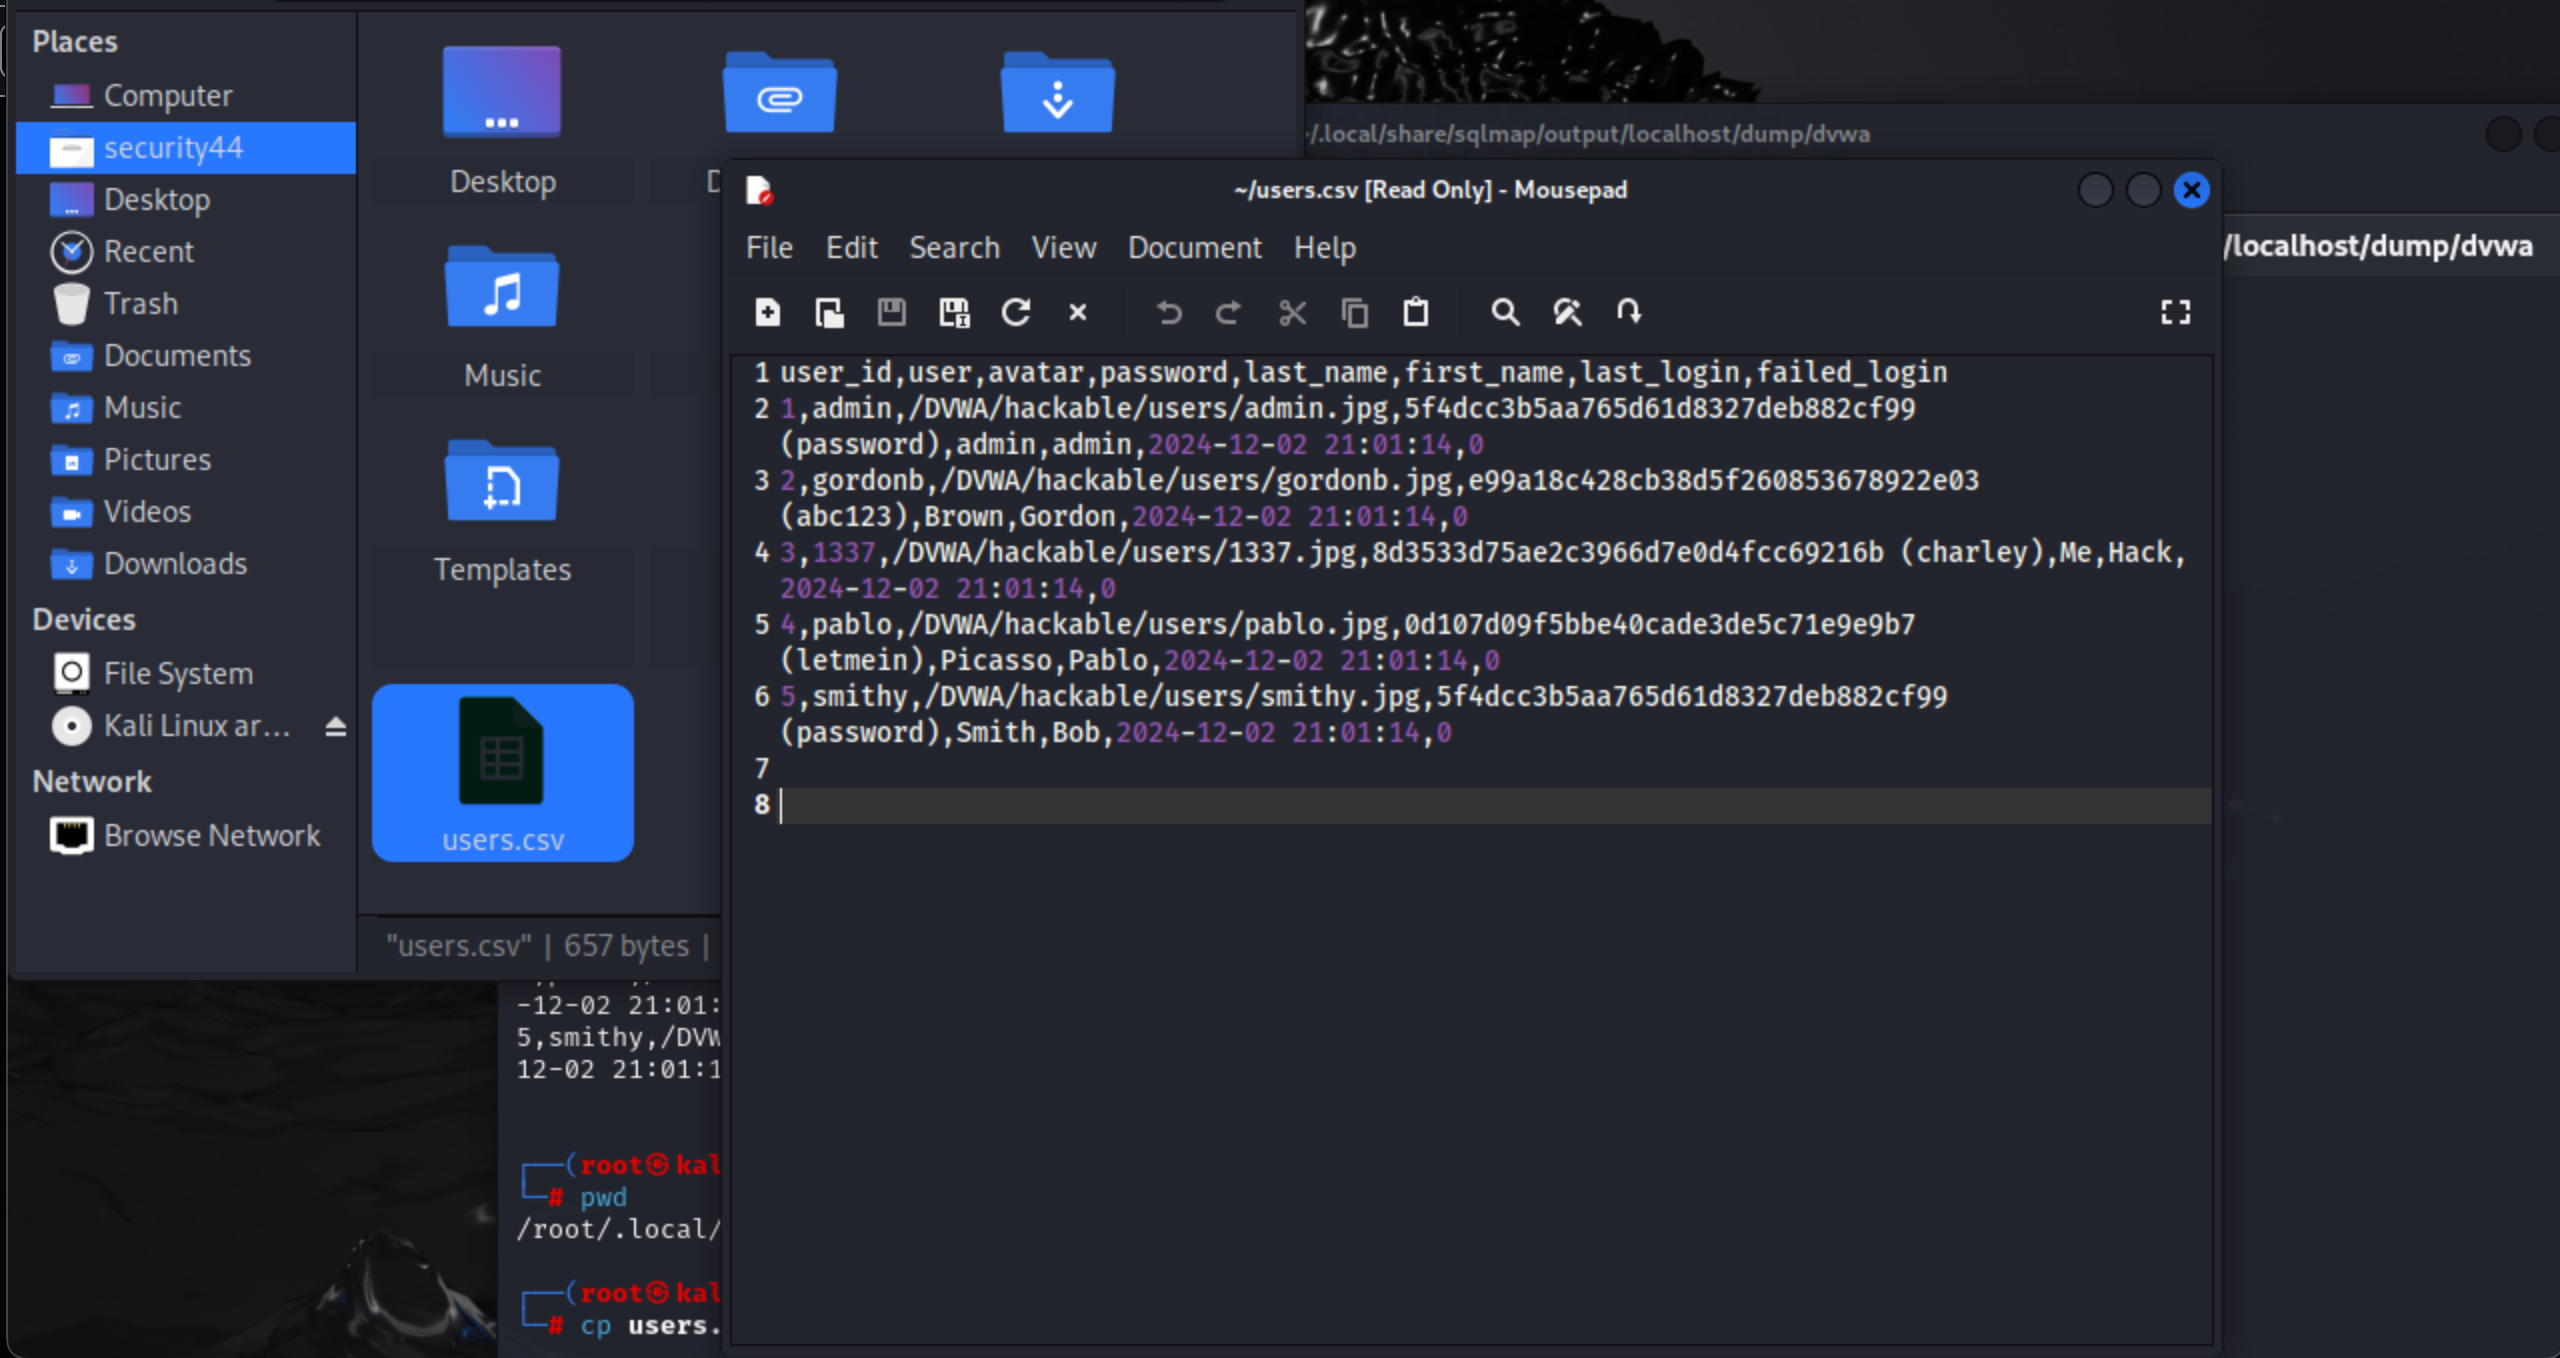 Places
Computer
security44
Desktop
Recent
Trash
Documents
Music
Pictures
Videos
Downloads
Devices
File System
Kali Linux ar...
Network
Browse Network
Desktop
Music
Templates
users.csv
"users.csv" | 657 bytes |
~/.local/share/sqlmap/output/localhost/dump/dvwa
/localhost/dump/dvwa
~/users.csv [Read Only] - Mousepad
File Edit Search View Document Help
1 user_id,user,avatar,password,last_name,first_name,last_login,failed_login
2 1,admin,/DVWA/hackable/users/admin.jpg,5f4dcc3b5aa765d61d8327deb882cf99
(password),admin,admin,2024-12-02 21:01:14,0
3 2,gordonb,/DVWA/hackable/users/gordonb.jpg,e99a18c428cb38d5f260853678922e03
(abc123),Brown,Gordon,2024-12-02 21:01:14,0
4 3,1337,/DVWA/hackable/users/1337.jpg,8d3533d75ae2c3966d7e0d4fcc69216b (charley),Me,Hack,
2024-12-02 21:01:14,0
5 4,pablo,/DVWA/hackable/users/pablo.jpg,0d107d09f5bbe40cade3de5c71e9e9b7
(letmein),Picasso,Pablo,2024-12-02 21:01:14,0
6 5,smithy,/DVWA/hackable/users/smithy.jpg,5f4dcc3b5aa765d61d8327deb882cf99
(password),Smith,Bob,2024-12-02 21:01:14,0
7
8
-12-02 21:01:
5,smithy,/DVW
12-02 21:01:1
(root㉿kal
# pwd
/root/.local/
(root㉿kal
# cp users.